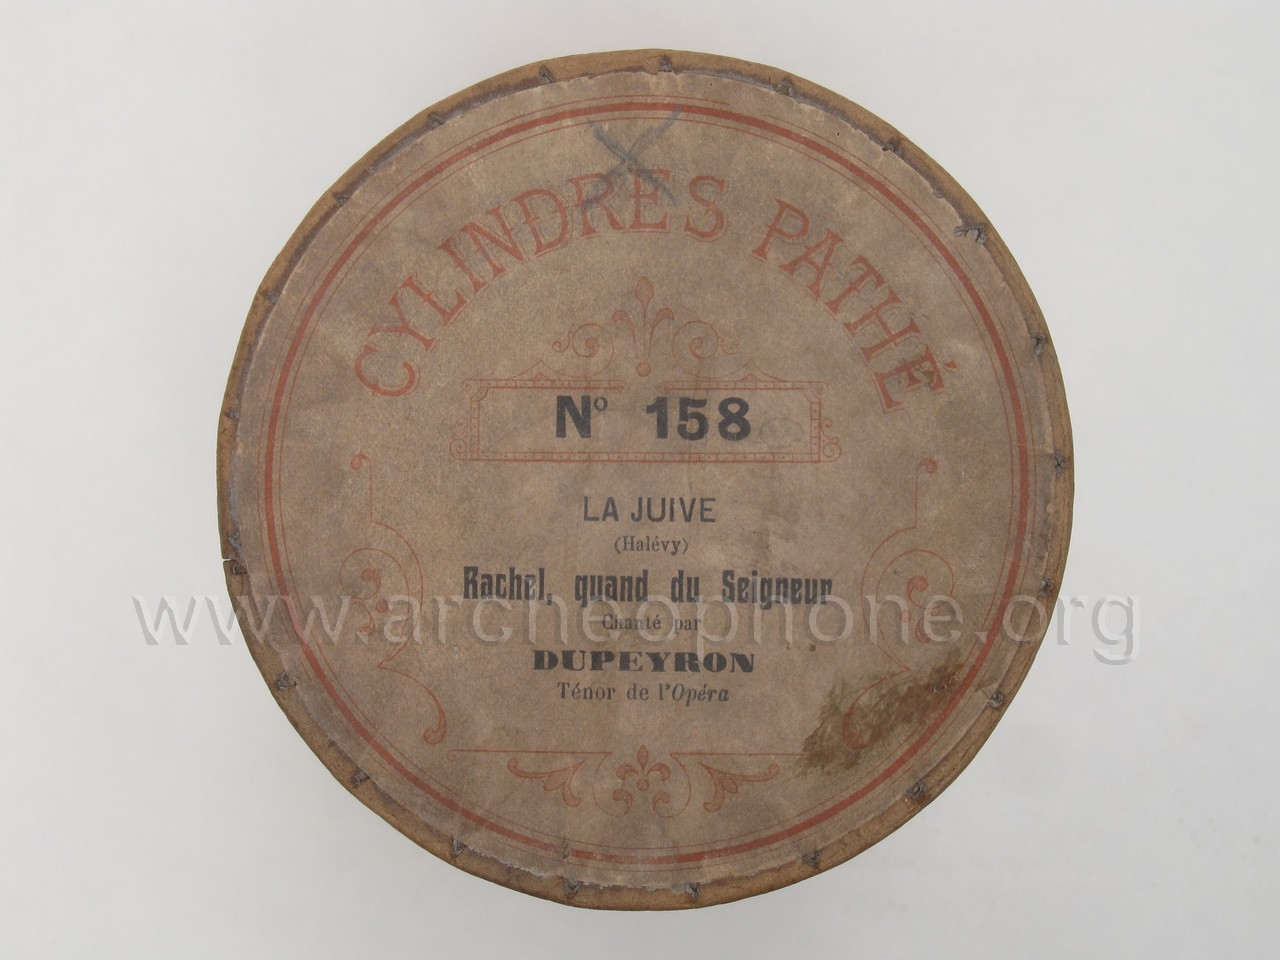 CYLINDRES PATHÉ
Nº 158
LA JUIVE
(Halévy)
Rachel, quand du Seigneur
www.archeophone.org
Chanté par
DUPEYRON
Ténor de l'Opéra